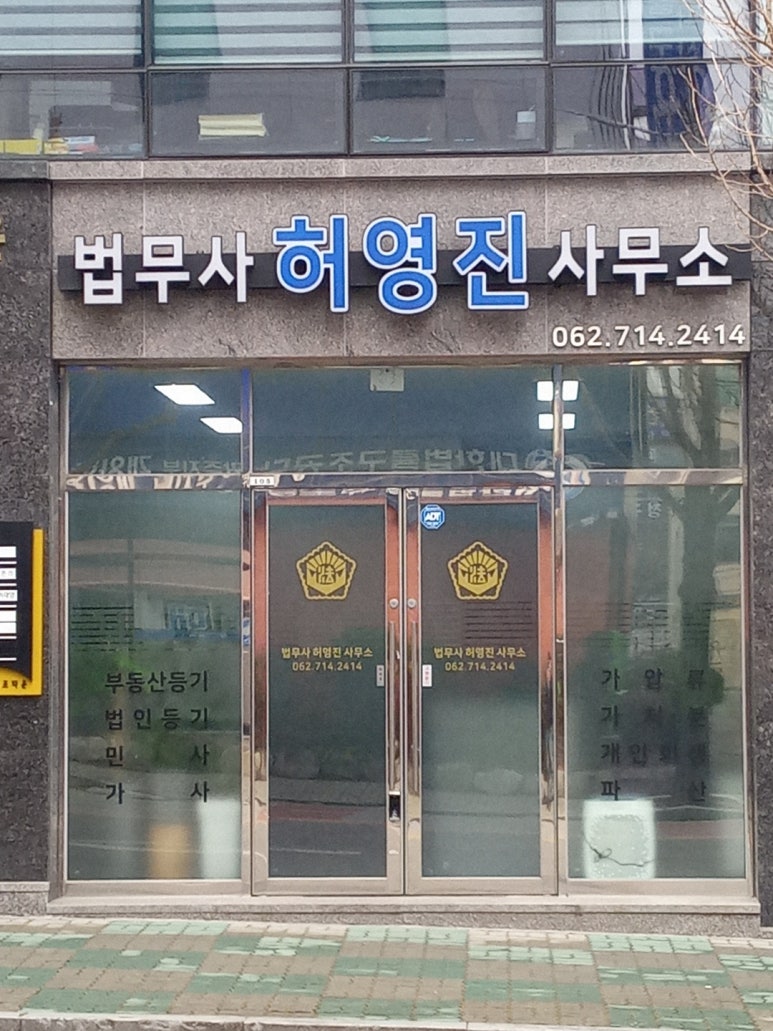 법무사 허영진 사무소
062.714.2414
105
ADT
법무사 허영진 사무소
062.714.2414
법무사 허영진 사무소
062.714.2414
부동산등기
법인등기
민 사
가 사
가 압 류
가 처 분
개 인 회 생
파 산